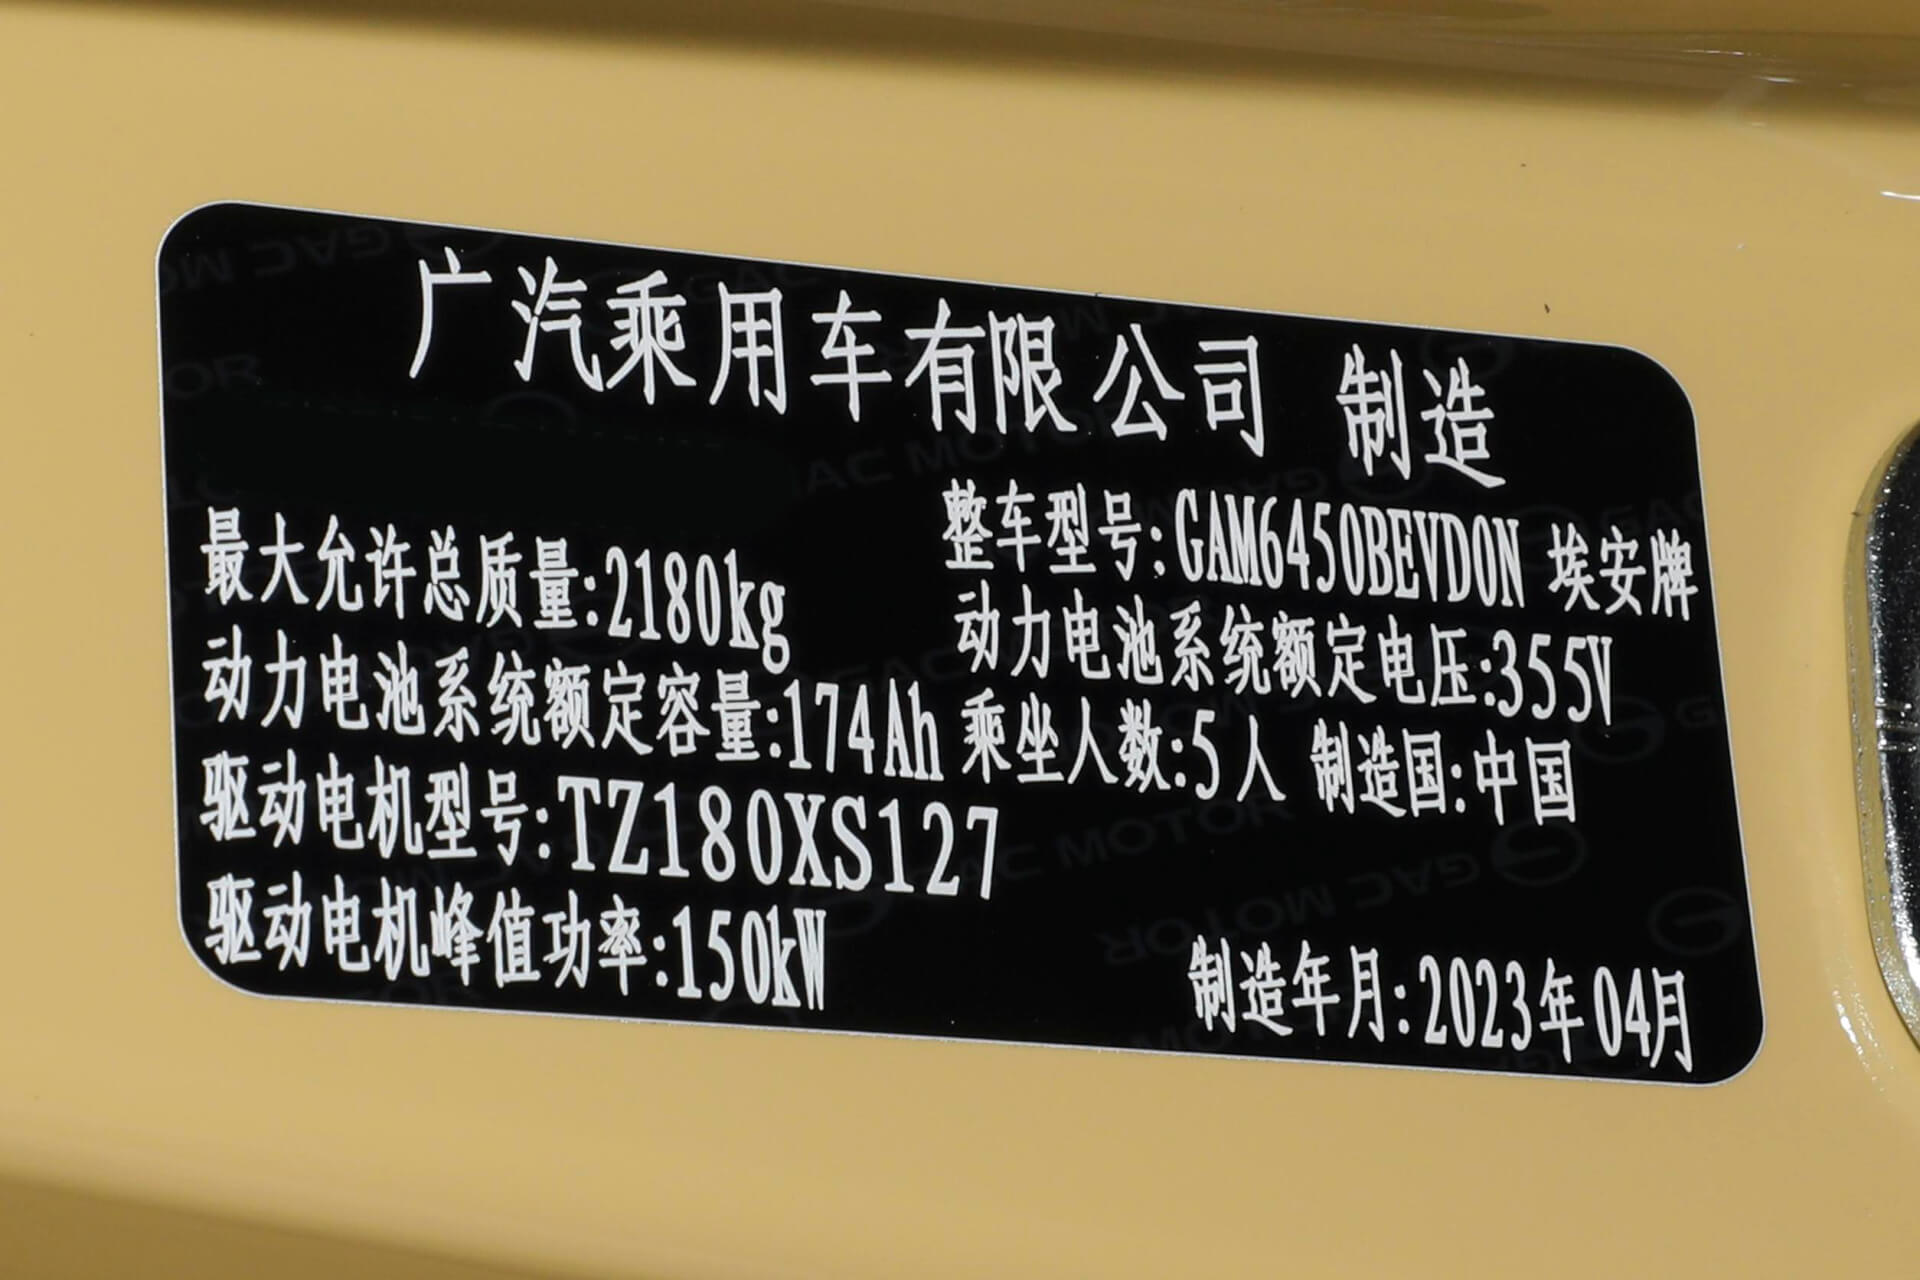 广汽乘用车有限公司 制造
整车型号:GAM6450BEVD0N 埃安牌
最大允许总质量:2180kg
动力电池系统额定电压:355V
动力电池系统额定容量:174Ah 乘坐人数:5人 制造国:中国
驱动电机型号:TZ180XS127
驱动电机峰值功率:150kW
制造年月:2023年04月